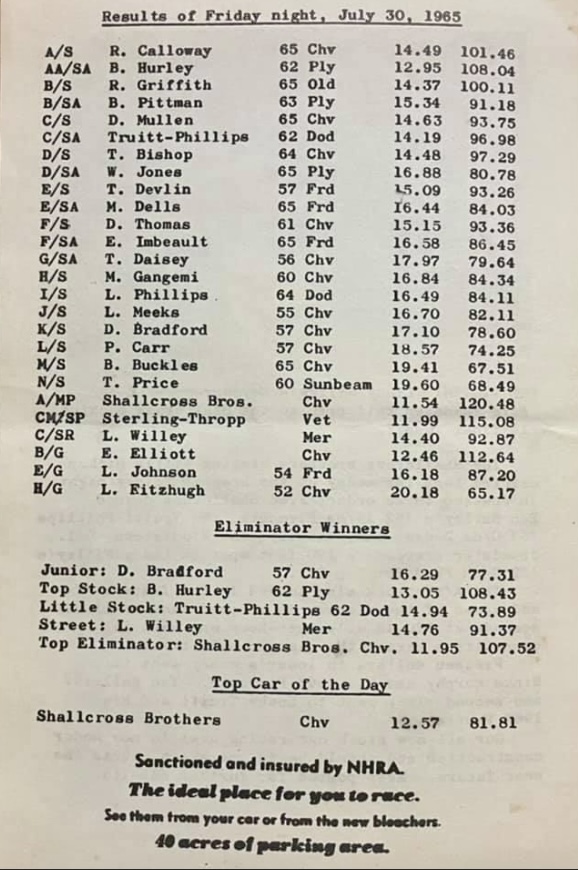 Results of Friday night, July 30, 1965
A/S R. Calloway 65 Chv 14.49 101.46
AA/SA B. Hurley 62 Ply 12.95 108.04
B/S R. Griffith 65 Old 14.37 100.11
B/SA B. Pittman 63 Ply 15.34 91.18
C/S D. Mullen 65 Chv 14.63 93.75
C/SA Truitt-Phillips 62 Dod 14.19 96.98
D/S T. Bishop 64 Chv 14.48 97.29
D/SA W. Jones 65 Ply 16.88 80.78
E/S T. Devlin 57 Frd 15.09 93.26
E/SA M. Dells 65 Frd 16.44 84.03
F/S D. Thomas 61 Chv 15.15 93.36
F/SA E. Imbeault 65 Frd 16.58 86.45
G/SA T. Daisey 56 Chv 17.97 79.64
H/S M. Gangemi 60 Chv 16.84 84.34
I/S L. Phillips 64 Dod 16.49 84.11
J/S L. Meeks 55 Chv 16.70 82.11
K/S D. Bradford 57 Chv 17.10 78.60
L/S P. Carr 57 Chv 18.57 74.25
M/S B. Buckles 65 Chv 19.41 67.51
N/S T. Price 60 Sunbeam 19.60 68.49
A/MP Shallcross Bros. Chv 11.54 120.48
CM/SP Sterling-Thropp Vet 11.99 115.08
C/SR L. Willey Mer 14.40 92.87
B/G E. Elliott Chv 12.46 112.64
E/G L. Johnson 54 Frd 16.18 87.20
H/G L. Fitzhugh 52 Chv 20.18 65.17
Eliminator Winners
Junior: D. Bradford 57 Chv 16.29 77.31
Top Stock: B. Hurley 62 Ply 13.05 108.43
Little Stock: Truitt-Phillips 62 Dod 14.94 73.89
Street: L. Willey Mer 14.76 91.37
Top Eliminator: Shallcross Bros. Chv. 11.95 107.52
Top Car of the Day
Shallcross Brothers Chv 12.57 81.81
Sanctioned and insured by NHRA.
The ideal place for you to race.
See them from your car or from the new bleachers.
40 acres of parking area.